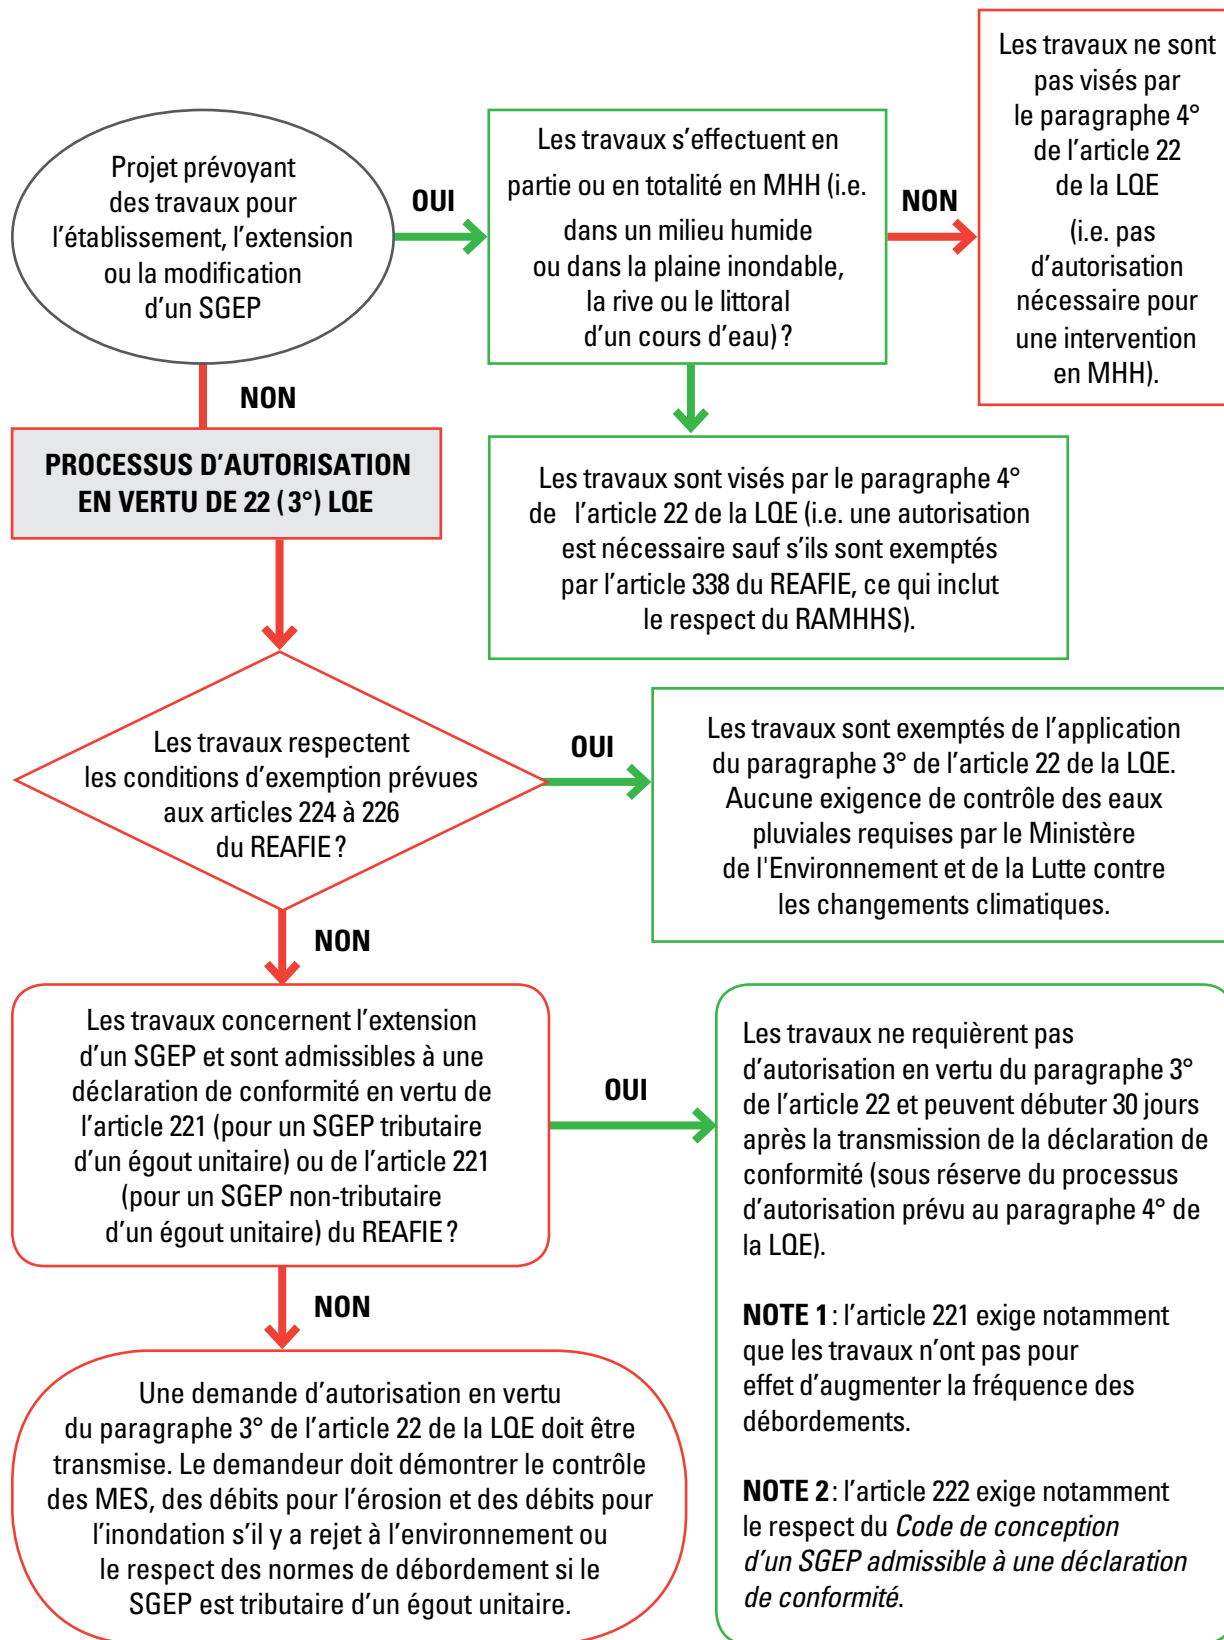 Projet prévoyant
des travaux pour
l'établissement, l'extension
ou la modification
d'un SGEP
OUI
Les travaux s'effectuent en
partie ou en totalité en MHH (i.e.
dans un milieu humide
ou dans la plaine inondable,
la rive ou le littoral
d'un cours d'eau) ?
NON
Les travaux ne sont
pas visés par
le paragraphe 4°
de l'article 22
de la LQE
(i.e. pas
d'autorisation
nécessaire pour
une intervention
en MHH).
NON
PROCESSUS D'AUTORISATION
EN VERTU DE 22 (3°) LQE
Les travaux sont visés par le paragraphe 4°
de l'article 22 de la LQE (i.e. une autorisation
est nécessaire sauf s'ils sont exemptés
par l'article 338 du REAFIE, ce qui inclut
le respect du RAMHHS).
Les travaux respectent
les conditions d'exemption prévues
aux articles 224 à 226
du REAFIE ?
OUI
Les travaux sont exemptés de l'application
du paragraphe 3° de l'article 22 de la LQE.
Aucune exigence de contrôle des eaux
pluviales requises par le Ministère
de l'Environnement et de la Lutte contre
les changements climatiques.
NON
Les travaux concernent l'extension
d'un SGEP et sont admissibles à une
déclaration de conformité en vertu de
l'article 221 (pour un SGEP tributaire
d'un égout unitaire) ou de l'article 221
(pour un SGEP non-tributaire
d'un égout unitaire) du REAFIE ?
OUI
Les travaux ne requièrent pas
d'autorisation en vertu du paragraphe 3°
de l'article 22 et peuvent débuter 30 jours
après la transmission de la déclaration de
conformité (sous réserve du processus
d'autorisation prévu au paragraphe 4° de
la LQE).
NOTE 1 : l'article 221 exige notamment
que les travaux n'ont pas pour
effet d'augmenter la fréquence des
débordements.
NOTE 2 : l'article 222 exige notamment
le respect du Code de conception
d'un SGEP admissible à une déclaration
de conformité.
NON
Une demande d'autorisation en vertu
du paragraphe 3° de l'article 22 de la LQE doit être
transmise. Le demandeur doit démontrer le contrôle
des MES, des débits pour l'érosion et des débits pour
l'inondation s'il y a rejet à l'environnement ou
le respect des normes de débordement si le
SGEP est tributaire d'un égout unitaire.